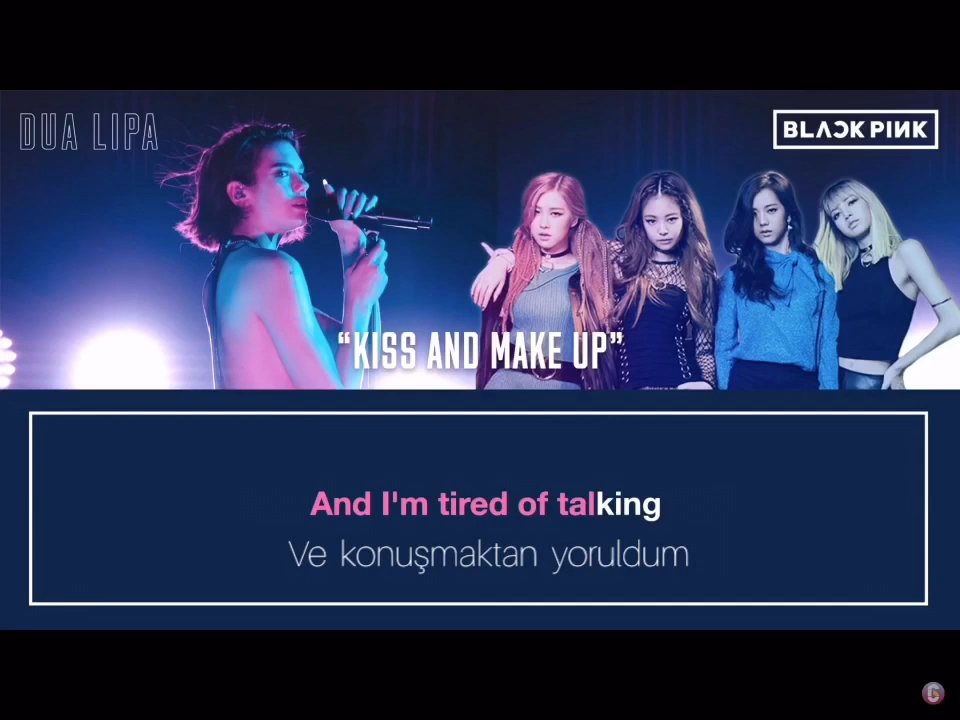 DUA LIPA
BLACKPINK
“KISS AND MAKE UP”
And I'm tired of talking
Ve konuşmaktan yoruldum